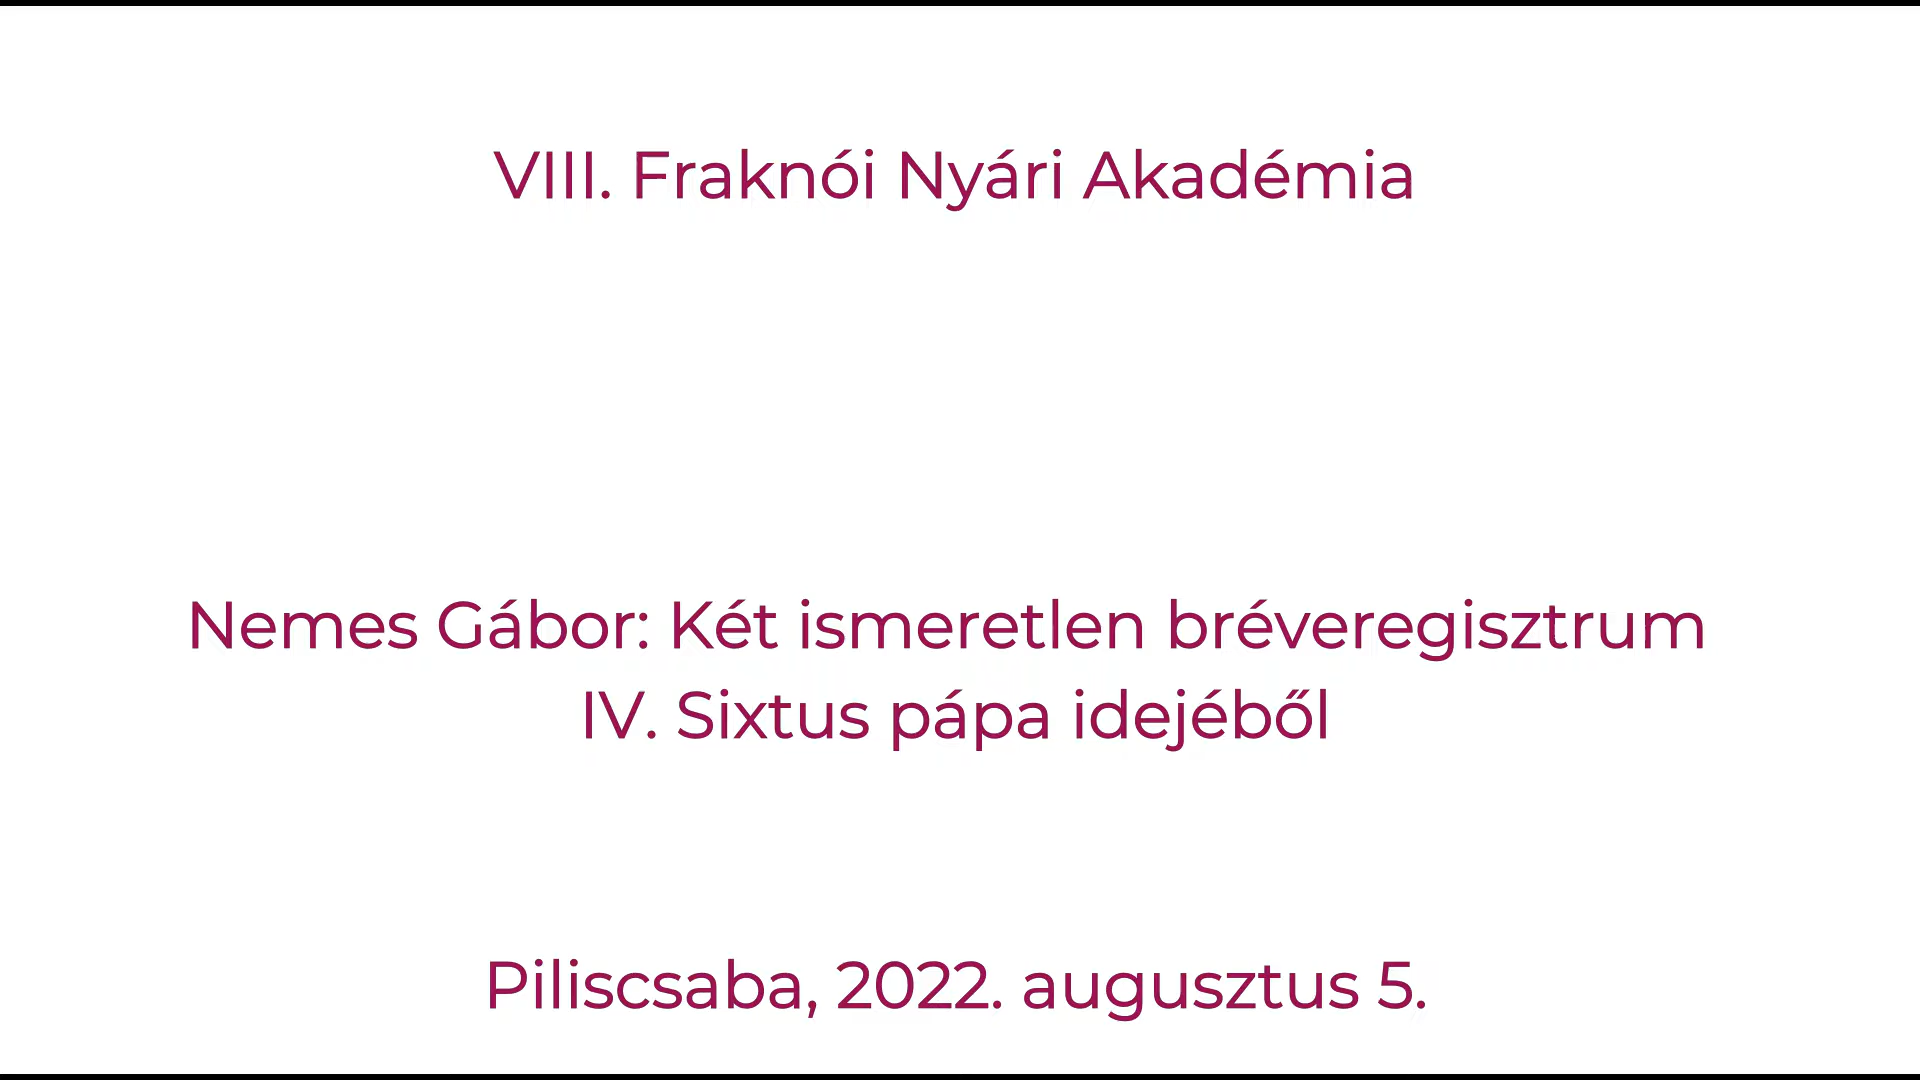 VIII. Fraknói Nyári Akadémia
Nemes Gábor: Két ismeretlen bréveregisztrum
IV. Sixtus pápa idejéből
Piliscsaba, 2022. augusztus 5.